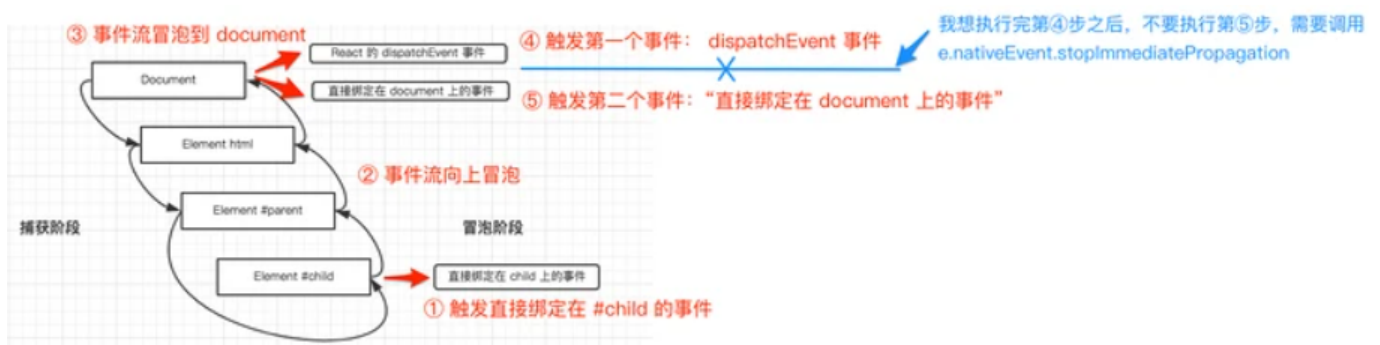 ③ 事件流冒泡到 document
④ 触发第一个事件： dispatchEvent 事件
我想执行完第④步之后，不要执行第⑤步，需要调用
e.nativeEvent.stopImmediatePropagation
React 的 dispatchEvent 事件
Document
直接绑定在 document 上的事件
⑤ 触发第二个事件：“直接绑定在 document 上的事件”
Element html
② 事件流向上冒泡
Element #parent
捕获阶段
冒泡阶段
Element #child
直接绑定在 child 上的事件
① 触发直接绑定在 #child 的事件